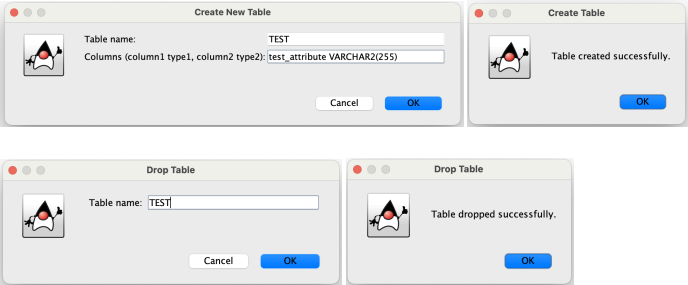 Create New Table
Table name: TEST
Columns (column1 type1, column2 type2): test_attribute VARCHAR2(255)
Cancel OK
Create Table
Table created successfully.
OK
Drop Table
Table name: TEST
Cancel OK
Drop Table
Table dropped successfully.
OK